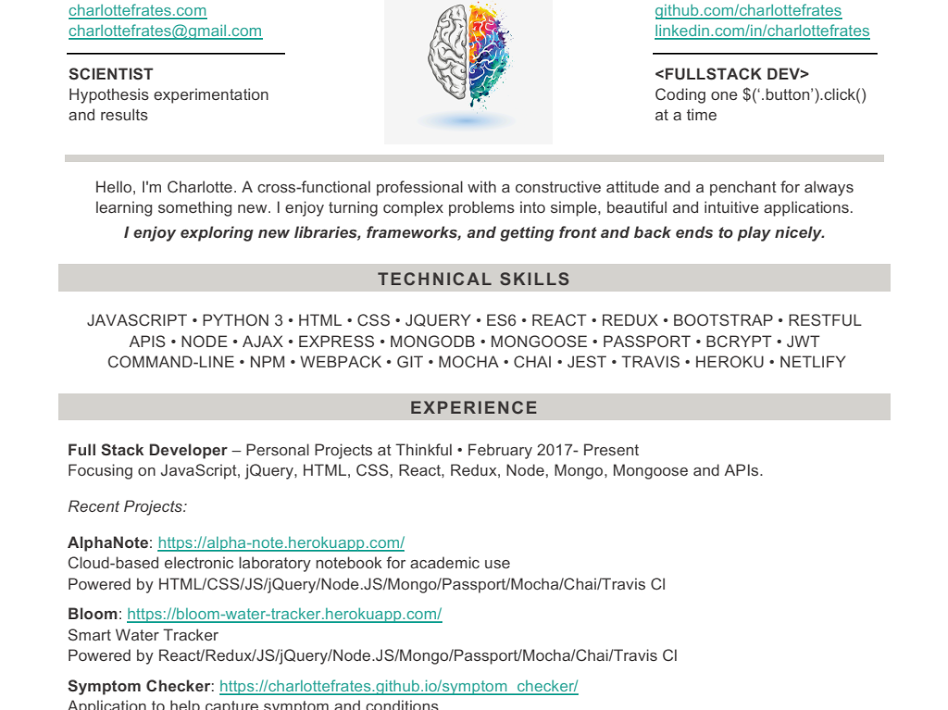 charlottefrates.com
charlottefrates@gmail.com
github.com/charlottefrates
linkedin.com/in/charlottefrates
SCIENTIST
Hypothesis experimentation
and results
<FULLSTACK DEV>
Coding one $(‘.button’).click()
at a time
Hello, I'm Charlotte. A cross-functional professional with a constructive attitude and a penchant for always
learning something new. I enjoy turning complex problems into simple, beautiful and intuitive applications.
I enjoy exploring new libraries, frameworks, and getting front and back ends to play nicely.
TECHNICAL SKILLS
JAVASCRIPT • PYTHON 3 • HTML • CSS • JQUERY • ES6 • REACT • REDUX • BOOTSTRAP • RESTFUL
APIS • NODE • AJAX • EXPRESS • MONGODB • MONGOOSE • PASSPORT • BCRYPT • JWT
COMMAND-LINE • NPM • WEBPACK • GIT • MOCHA • CHAI • JEST • TRAVIS • HEROKU • NETLIFY
EXPERIENCE
Full Stack Developer – Personal Projects at Thinkful • February 2017- Present
Focusing on JavaScript, jQuery, HTML, CSS, React, Redux, Node, Mongo, Mongoose and APIs.
Recent Projects:
AlphaNote: https://alpha-note.herokuapp.com/
Cloud-based electronic laboratory notebook for academic use
Powered by HTML/CSS/JS/jQuery/Node.JS/Mongo/Passport/Mocha/Chai/Travis CI
Bloom: https://bloom-water-tracker.herokuapp.com/
Smart Water Tracker
Powered by React/Redux/JS/jQuery/Node.JS/Mongo/Passport/Mocha/Chai/Travis CI
Symptom Checker: https://charlottefrates.github.io/symptom_checker/
Application to help capture symptom and conditions